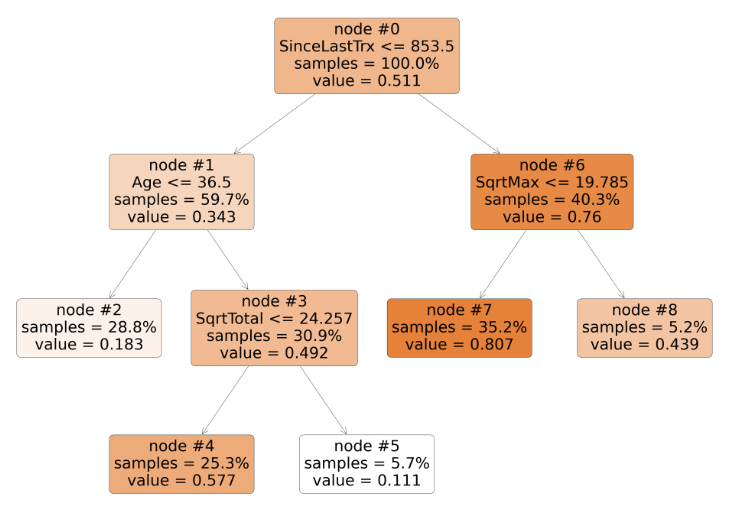 node #0
SinceLastTrx <= 853.5
samples = 100.0%
value = 0.511
node #1
Age <= 36.5
samples = 59.7%
value = 0.343
node #6
SqrtMax <= 19.785
samples = 40.3%
value = 0.76
node #2
samples = 28.8%
value = 0.183
node #3
SqrtTotal <= 24.257
samples = 30.9%
value = 0.492
node #7
samples = 35.2%
value = 0.807
node #8
samples = 5.2%
value = 0.439
node #4
samples = 25.3%
value = 0.577
node #5
samples = 5.7%
value = 0.111